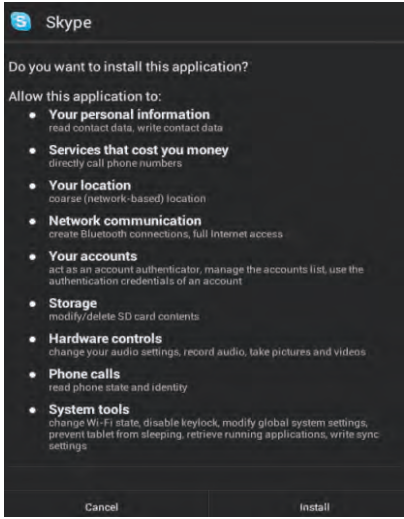 Skype
Do you want to install this application?
Allow this application to:
Your personal information
read contact data, write contact data
Services that cost you money
directly call phone numbers
Your location
coarse (network-based) location
Network communication
create Bluetooth connections, full Internet access
Your accounts
act as an account authenticator, manage the accounts list, use the
authentication credentials of an account
Storage
modify/delete SD card contents
Hardware controls
change your audio settings, record audio, take pictures and videos
Phone calls
read phone state and identity
System tools
change Wi-Fi state, disable keylock, modify global system settings,
prevent tablet from sleeping, retrieve running applications, write sync
settings
Cancel Install